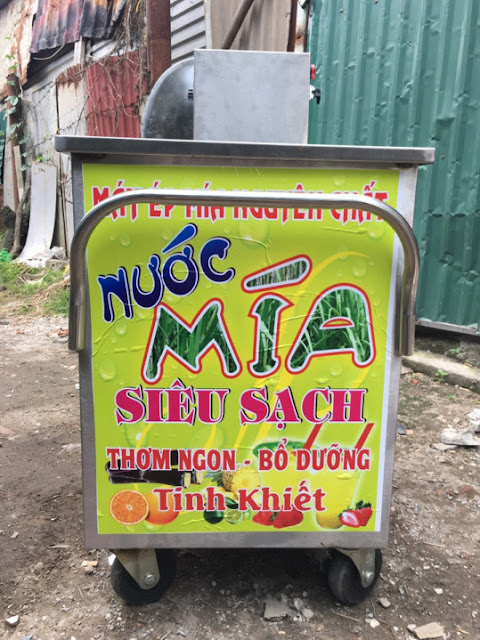 MÁY ÉP MÍA NGUYÊN CHẤT
NƯỚC
MÍA
SIÊU SẠCH
THƠM NGON - BỔ DƯỠNG
Tinh Khiết